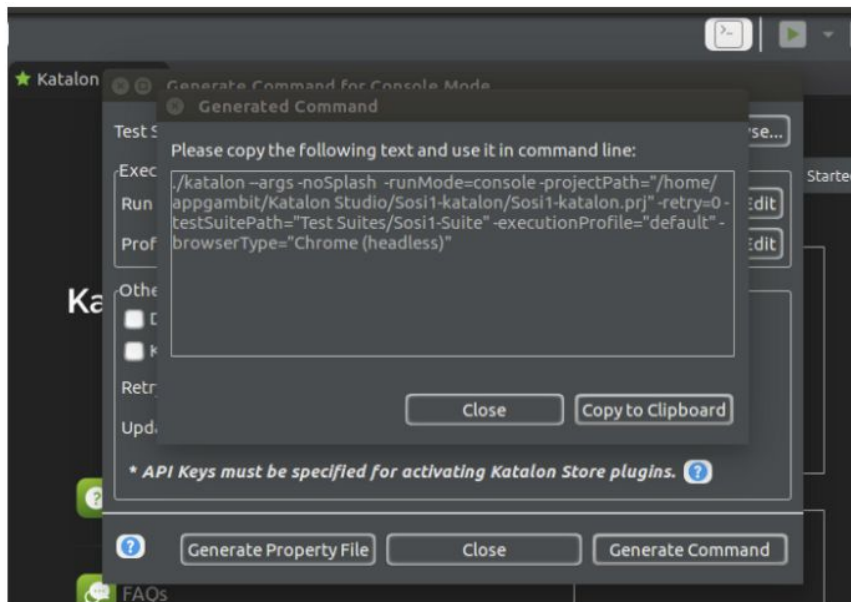 Katalon
Generate Command for Console Mode
Generated Command
Test S
se...
Please copy the following text and use it in command line:
Exec
./katalon --args -noSplash -runMode=console -projectPath="/home/
appgambit/Katalon Studio/Sosi1-katalon/Sosi1-katalon.prj" -retry=0 -
testSuitePath="Test Suites/Sosi1-Suite" -executionProfile="default" -
browserType="Chrome (headless)"
Starte
Run
Edit
Prof
Edit
Ka
Othe
D
K
Retr
Close
Copy to Clipboard
Upd
* API Keys must be specified for activating Katalon Store plugins.
Generate Property File
Close
Generate Command
FAQs